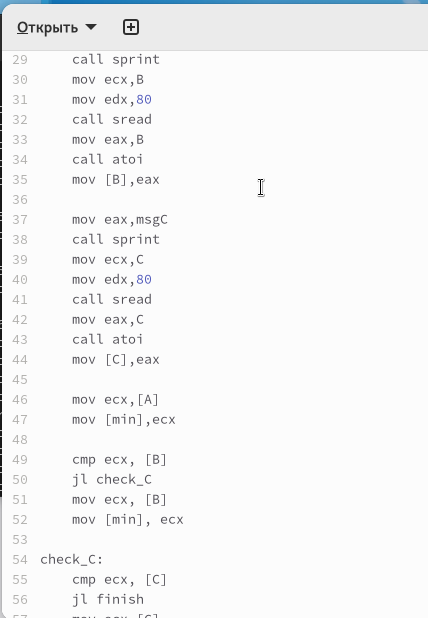 Открыть
29 call sprint
30 mov ecx,B
31 mov edx,80
32 call sread
33 mov eax,B
34 call atoi
35 mov [B],eax
36
37 mov eax,msgC
38 call sprint
39 mov ecx,C
40 mov edx,80
41 call sread
42 mov eax,C
43 call atoi
44 mov [C],eax
45
46 mov ecx,[A]
47 mov [min],ecx
48
49 cmp ecx, [B]
50 jl check_C
51 mov ecx, [B]
52 mov [min], ecx
53
54 check_C:
55 cmp ecx, [C]
56 jl finish
57 mov ecx [C]